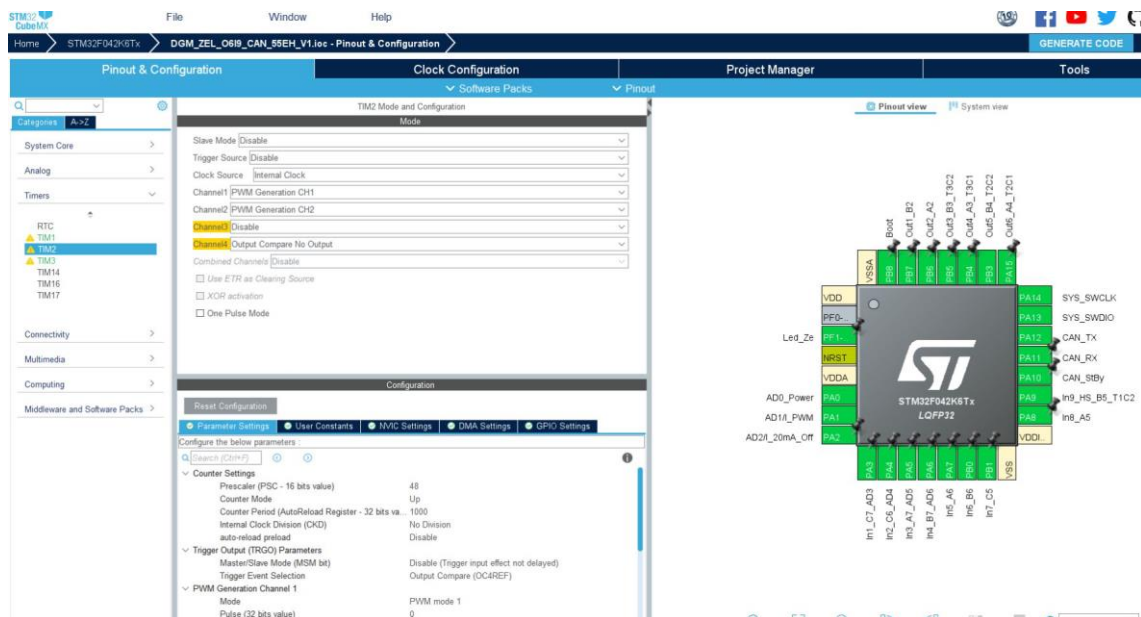 STM32 CubeMX
File Window Help
Home STM32F042K6Tx DGM_ZEL_O6I9_CAN_55EH_V1.ioc - Pinout & Configuration GENERATE CODE
Pinout & Configuration Clock Configuration Project Manager Tools
Software Packs Pinout
Categories A->Z
System Core
Analog
Timers
RTC
TIM1
TIM2
TIM3
TIM14
TIM16
TIM17
Connectivity
Multimedia
Computing
Middleware and Software Packs
TIM2 Mode and Configuration
Mode
Slave Mode Disable
Trigger Source Disable
Clock Source Internal Clock
Channel1 PWM Generation CH1
Channel2 PWM Generation CH2
Channel3 Disable
Channel4 Output Compare No Output
Combined Channels Disable
Use ETR as Clearing Source
XOR activation
One Pulse Mode
Configuration
Reset Configuration
Parameter Settings User Constants NVIC Settings DMA Settings GPIO Settings
Configure the below parameters :
Search (Ctrl+F)
Counter Settings
Prescaler (PSC - 16 bits value) 48
Counter Mode Up
Counter Period (AutoReload Register - 32 bits va... 1000
Internal Clock Division (CKD) No Division
auto-reload preload Disable
Trigger Output (TRGO) Parameters
Master/Slave Mode (MSM bit) Disable (Trigger input effect not delayed)
Trigger Event Selection Output Compare (OC4REF)
PWM Generation Channel 1
Mode PWM mode 1
Pulse (32 bits value) 0
Pinout view System view
Boot
Out1_B2
Out2_A2
Out3_B3_T3C2
Out4_A3_T3C1
Out5_B4_T2C2
Out6_A4_T2C1
VSSA PB8 PB7 PB6 PB5 PB4 PB3 PA15
VDD
PF0-...
Led_Ze PF1-...
NRST
VDDA
AD0_Power PA0
AD1/I_PWM PA1
AD2/I_20mA_Off PA2
STM32F042K6Tx
LQFP32
PA14 SYS_SWCLK
PA13 SYS_SWDIO
PA12 CAN_TX
PA11 CAN_RX
PA10 CAN_StBy
PA9 In9_HS_B5_T1C2
PA8 In8_A5
VDDI...
PA3 PA4 PA5 PA6 PA7 PB0 PB1 VSS
In1_C7_AD3
In2_C6_AD4
In3_A7_AD5
In4_B7_AD6
In5_A6
In6_B6
In7_C5